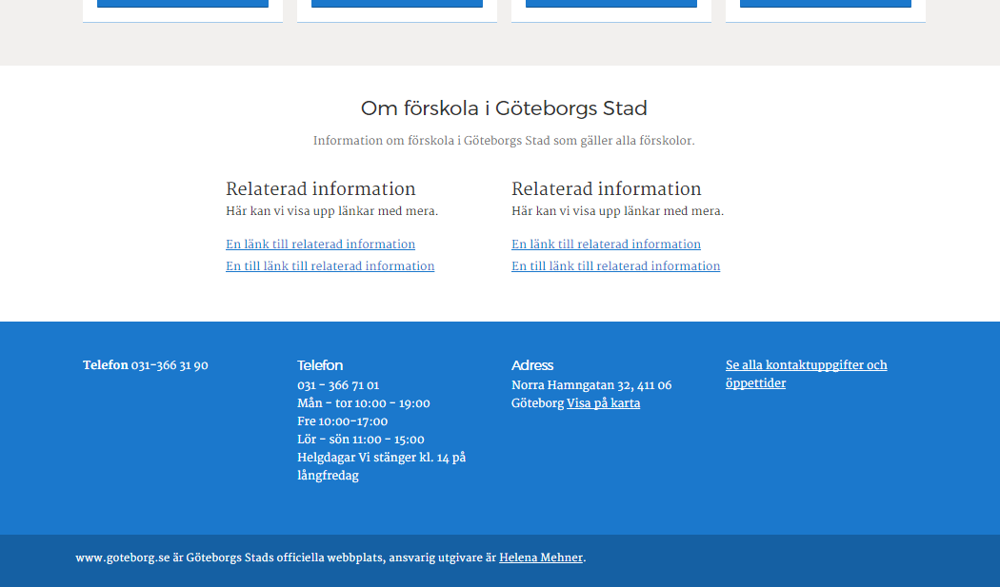 Om förskola i Göteborgs Stad
Information om förskola i Göteborgs Stad som gäller alla förskolor.
Relaterad information
Här kan vi visa upp länkar med mera.
En länk till relaterad information
En till länk till relaterad information
Relaterad information
Här kan vi visa upp länkar med mera.
En länk till relaterad information
En till länk till relaterad information
Telefon 031-366 31 90
Telefon
031 - 366 71 01
Mån - tor 10:00 - 19:00
Fre 10:00-17:00
Lör - sön 11:00 - 15:00
Helgdagar Vi stänger kl. 14 på
långfredag
Adress
Norra Hamngatan 32, 411 06
Göteborg Visa på karta
Se alla kontaktuppgifter och
öppettider
www.goteborg.se är Göteborgs Stads officiella webbplats, ansvarig utgivare är Helena Mehner.